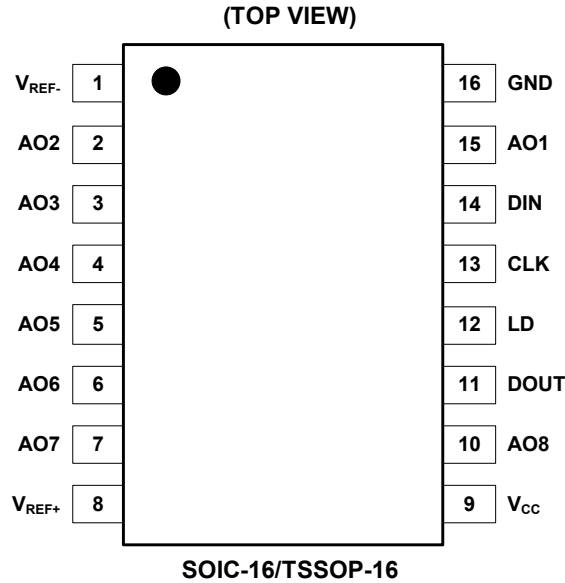 (TOP VIEW)
VREF- 1 16 GND
AO2 2 15 AO1
AO3 3 14 DIN
AO4 4 13 CLK
AO5 5 12 LD
AO6 6 11 DOUT
AO7 7 10 AO8
VREF+ 8 9 VCC
SOIC-16/TSSOP-16